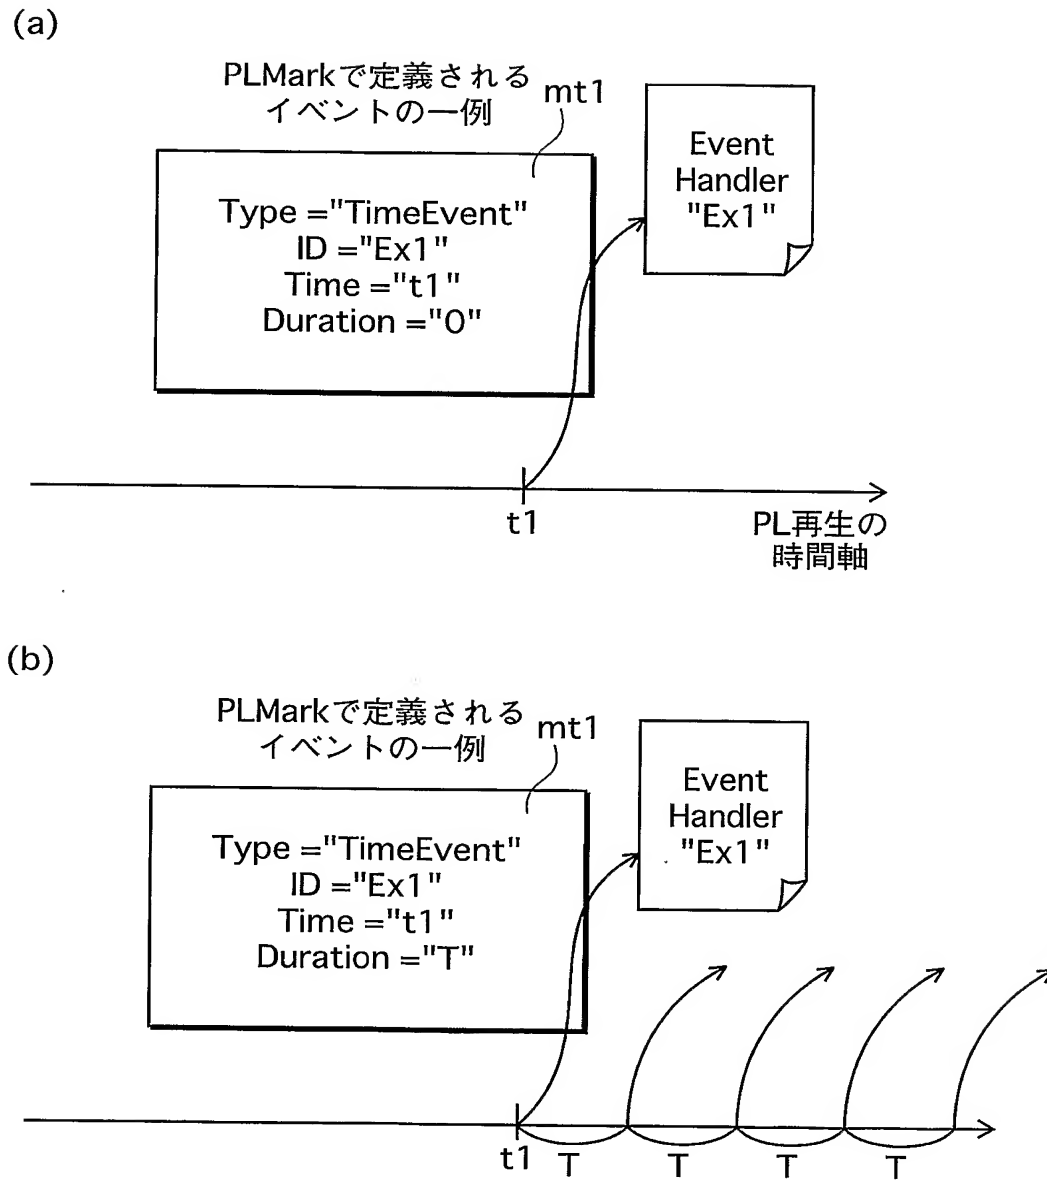 (a)
PLMarkで定義される
イベントの一例
mt1
Event
Handler
"Ex1"
Type ="TimeEvent"
ID ="Ex1"
Time ="t1"
Duration ="0"
t1
PL再生の
時間軸
(b)
PLMarkで定義される
イベントの一例
mt1
Event
Handler
"Ex1"
Type ="TimeEvent"
ID ="Ex1"
Time ="t1"
Duration ="T"
t1
T
T
T
T